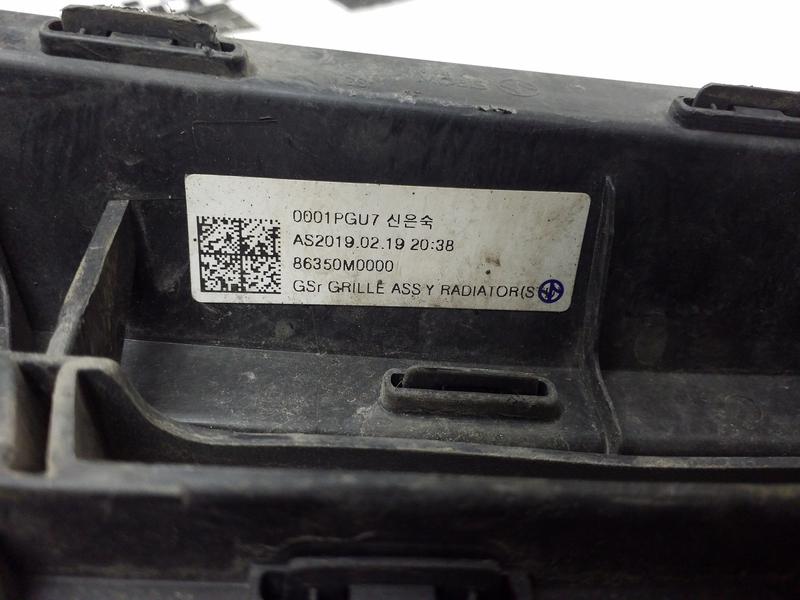 0001PGU7 신은숙
AS2019.02.19 20:38
86350M0000
GSr GRILLE ASS Y RADIATOR(S